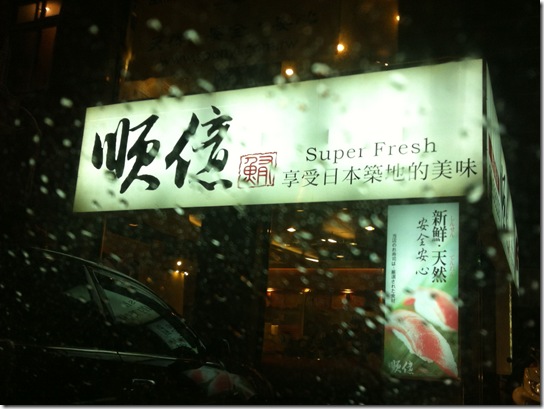 順億
鮪
Super Fresh
享受日本築地的美味
新鮮·天然
安全安心
順億